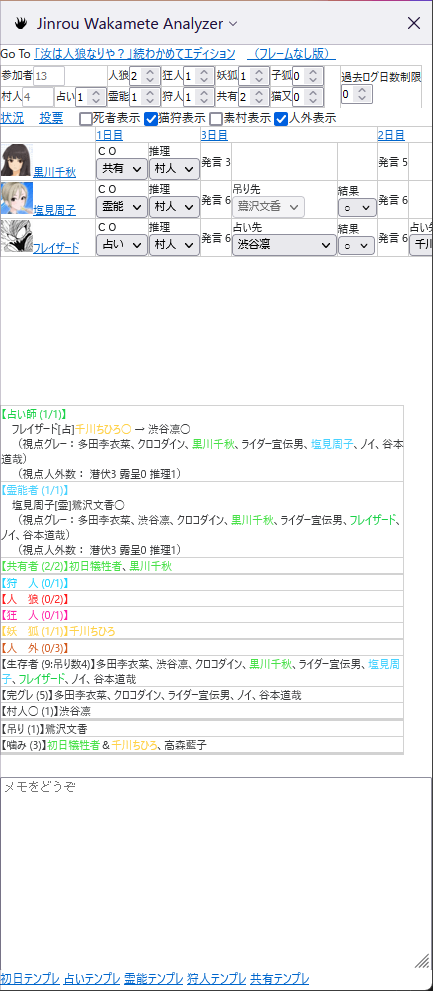 Jinrou Wakamete Analyzer
Go To 「汝は人狼なりや？」続わかめてエディション （フレームなし版）
参加者 13 人狼 2 狂人 1 妖狐 1 子狐 0 過去ログ日数制限
村人 4 占い 1 霊能 1 狩人 1 共有 2 猫又 0 0
状況 投票 死者表示 猫狩表示 素村表示 人外表示
1日目 3日目 2日目
黒川千秋 ＣＯ 共有 推理 村人 発言 3 発言 5
塩見周子 ＣＯ 霊能 推理 村人 発言 6 吊り先 鷺沢文香 結果 ○ 発言 6
フレイザード ＣＯ 占い 推理 村人 発言 6 占い先 渋谷凛 結果 ○ 発言 6 占い先 千川
【占い師 (1/1)】
フレイザード[占]千川ちひろ○ → 渋谷凛○
（視点グレー：多田李衣菜、クロコダイン、黒川千秋、ライダー宣伝男、塩見周子、ノイ、谷本
道哉）
（視点人外数： 潜伏3 露呈0 推理1）
【霊能者 (1/1)】
塩見周子[霊]鷺沢文香○
（視点グレー：多田李衣菜、渋谷凛、クロコダイン、黒川千秋、ライダー宣伝男、フレイザード、
ノイ、谷本道哉）
（視点人外数： 潜伏3 露呈0 推理1）
【共有者 (2/2)】初日犠牲者、黒川千秋
【狩　人 (0/1)】
【人　狼 (0/2)】
【狂　人 (0/1)】
【妖　狐 (1/1)】千川ちひろ
【人　外 (0/3)】
【生存者 (9:吊り数4)】多田李衣菜、渋谷凛、クロコダイン、黒川千秋、ライダー宣伝男、塩見周
子、フレイザード、ノイ、谷本道哉
【完グレ (5)】多田李衣菜、クロコダイン、ライダー宣伝男、ノイ、谷本道哉
【村人○ (1)】渋谷凛
【吊り (1)】鷺沢文香
【噛み (3)】初日犠牲者 & 千川ちひろ、高森藍子
メモをどうぞ
初日テンプレ 占いテンプレ 霊能テンプレ 狩人テンプレ 共有テンプレ